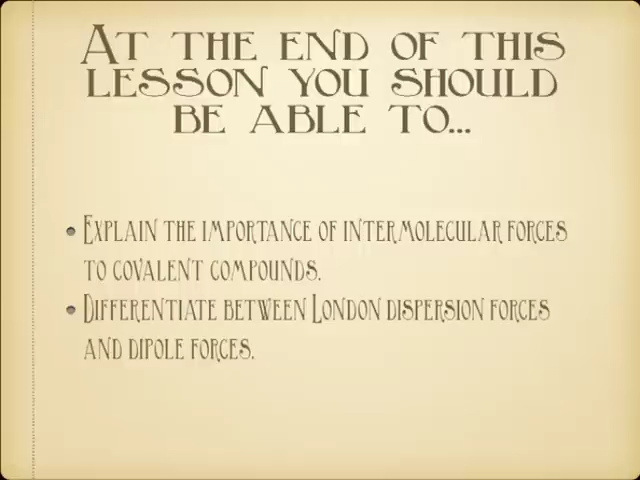 At the end of this
lesson you should
be able to...
• Explain the importance of intermolecular forces
to covalent compounds.
• Differentiate between London dispersion forces
and dipole forces.